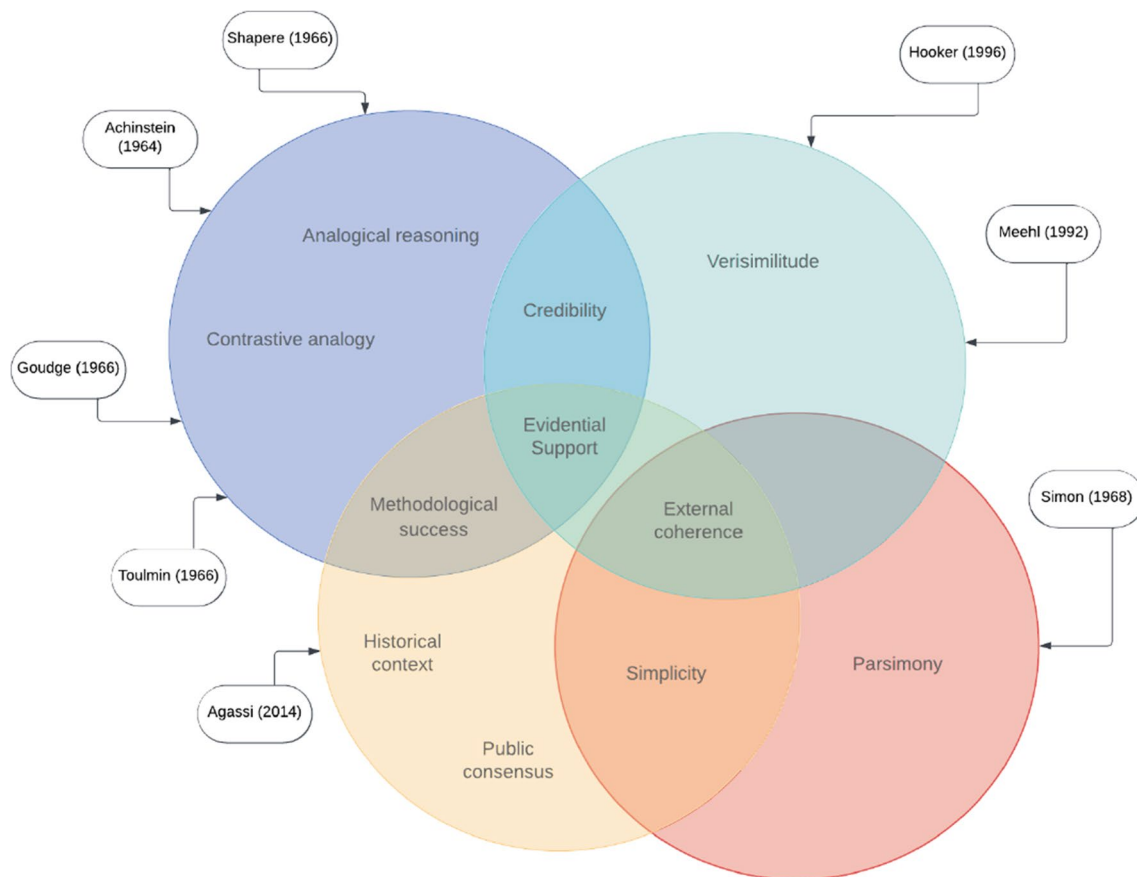 Shapere (1966)
Hooker (1996)
Achinstein
(1964)
Analogical reasoning
Meehl (1992)
Verisimilitude
Credibility
Contrastive analogy
Goudge (1966)
Evidential
Support
Methodological
success
External
coherence
Simon (1968)
Toulmin (1966)
Historical
context
Simplicity
Parsimony
Agassi (2014)
Public
consensus